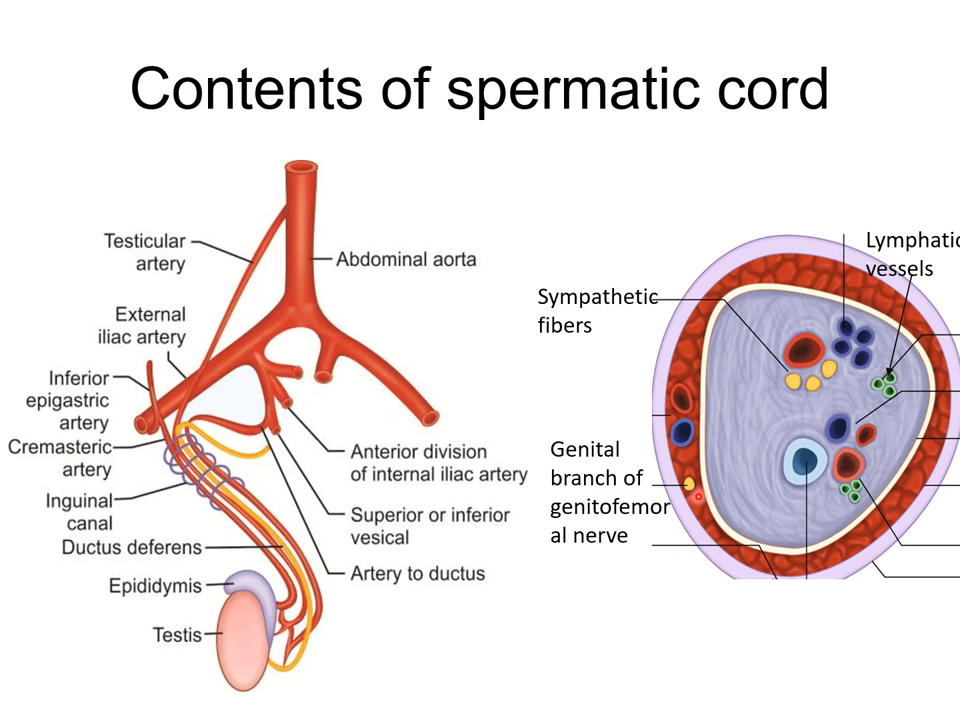 Contents of spermatic cord
Testicular
artery
Abdominal aorta
External
iliac artery
Inferior
epigastric
artery
Cremasteric
artery
Inguinal
canal
Ductus deferens
Epididymis
Testis
Anterior division
of internal iliac artery
Superior or inferior
vesical
Artery to ductus
Sympathetic
fibers
Lymphatic
vessels
Genital
branch of
genitofemor
al nerve